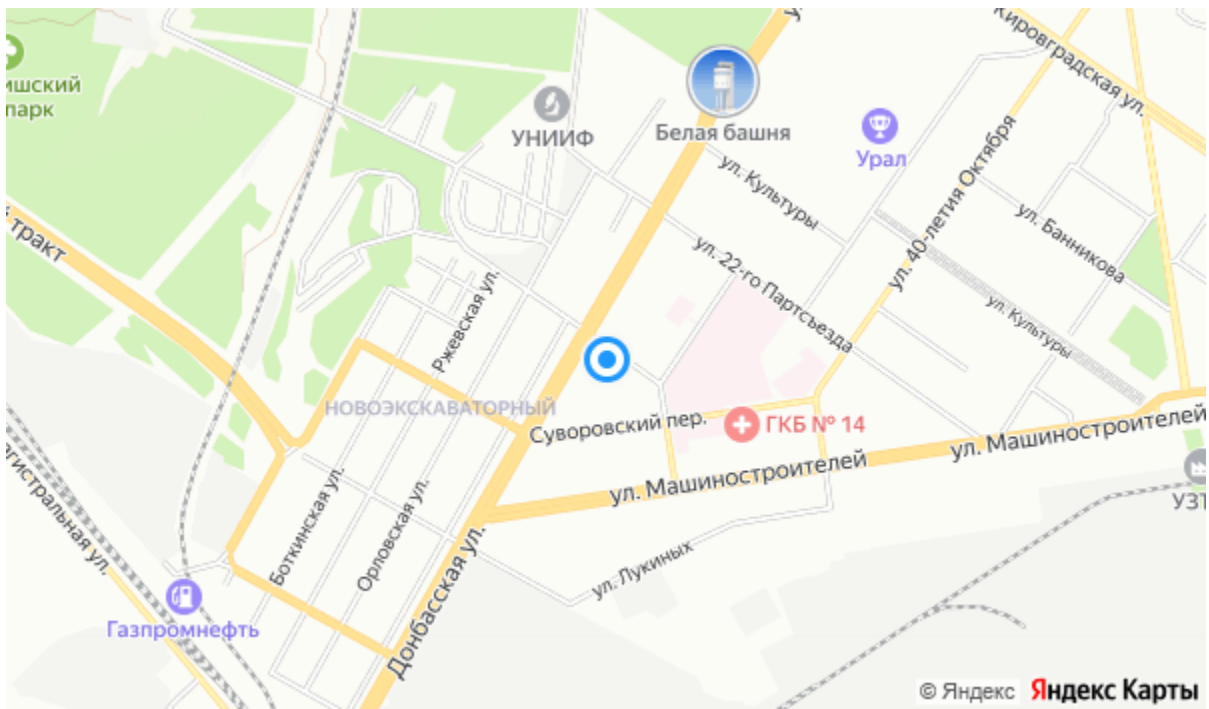 Кировградская ул.
ишский
парк
УНИИФ
Белая башня
Урал
ул. Культуры
ул. 40-летия Октября
ул. Банникова
й тракт
ул. 22-го Партсъезда
Ржевская ул.
ул. Культуры
НОВОЭКСКАВАТОРНЫЙ
Суворовский пер.
ГКБ № 14
ул. Машиностроителей
ул. Машиностроителей
УЗТ
гистральная ул.
Боткинская ул.
Орловская ул.
Донбасская ул.
ул. Лукиных
Газпромнефть
© Яндекс Яндекс Карты